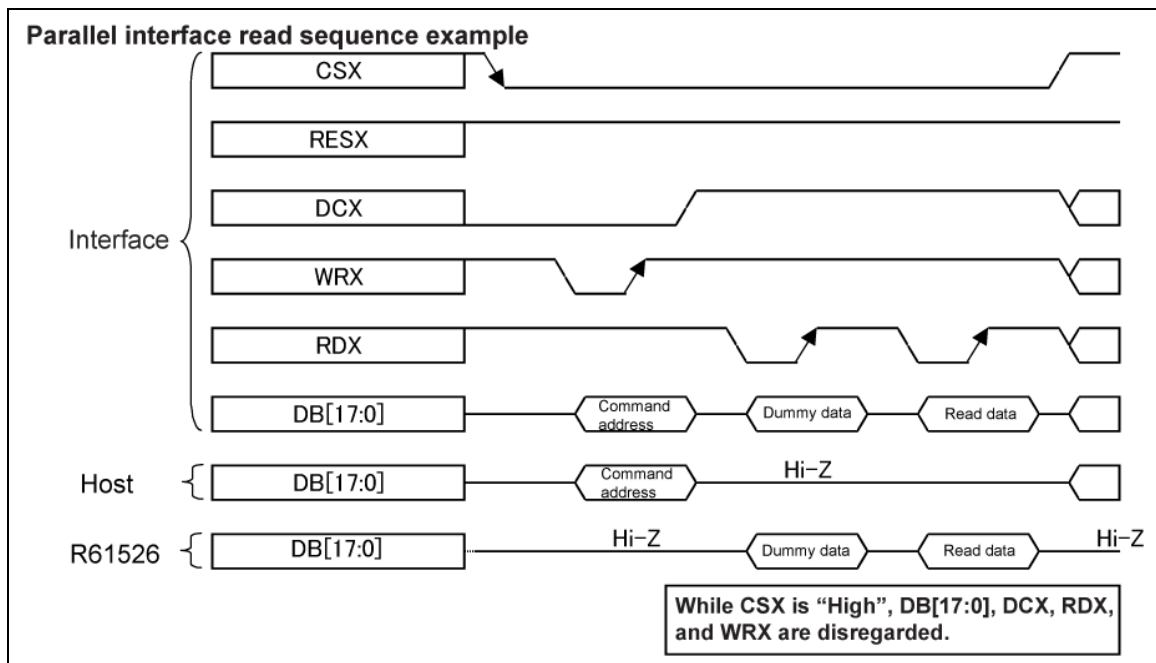 Parallel interface read sequence example
CSX
RESX
DCX
Interface
WRX
RDX
DB[17:0]
Command
address
Dummy data
Read data
Host
DB[17:0]
Command
address
Hi-Z
R61526
DB[17:0]
Hi-Z
Dummy data
Read data
Hi-Z
While CSX is “High”, DB[17:0], DCX, RDX,
and WRX are disregarded.